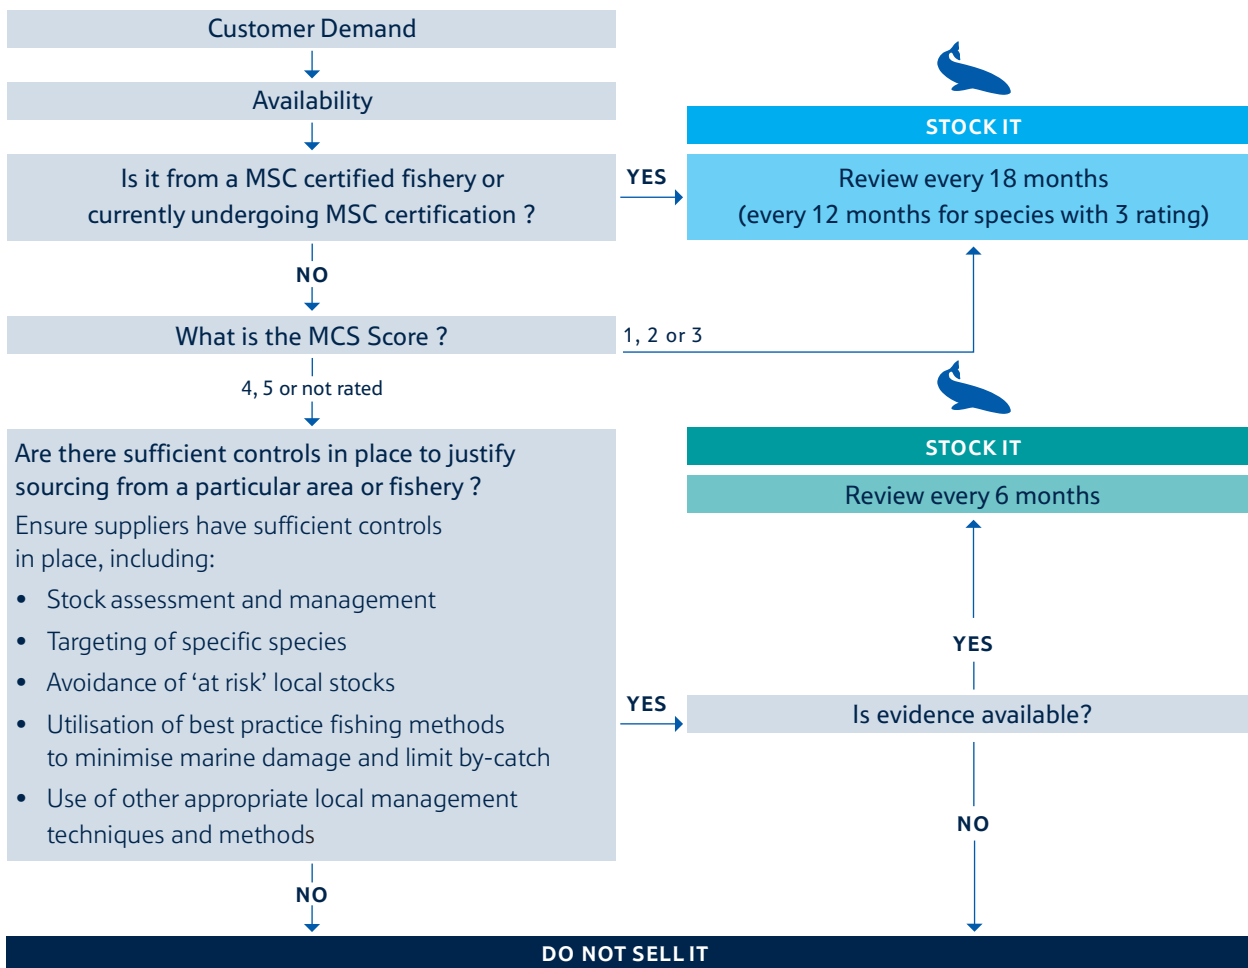 Customer Demand
Availability
Is it from a MSC certified fishery or
currently undergoing MSC certification ?
YES
STOCK IT
Review every 18 months
(every 12 months for species with 3 rating)
NO
What is the MCS Score ?
1, 2 or 3
4, 5 or not rated
Are there sufficient controls in place to justify
sourcing from a particular area or fishery ?
Ensure suppliers have sufficient controls
in place, including:
• Stock assessment and management
• Targeting of specific species
• Avoidance of ‘at risk’ local stocks
• Utilisation of best practice fishing methods
to minimise marine damage and limit by-catch
• Use of other appropriate local management
techniques and methods
YES
Is evidence available?
YES
STOCK IT
Review every 6 months
NO
NO
DO NOT SELL IT